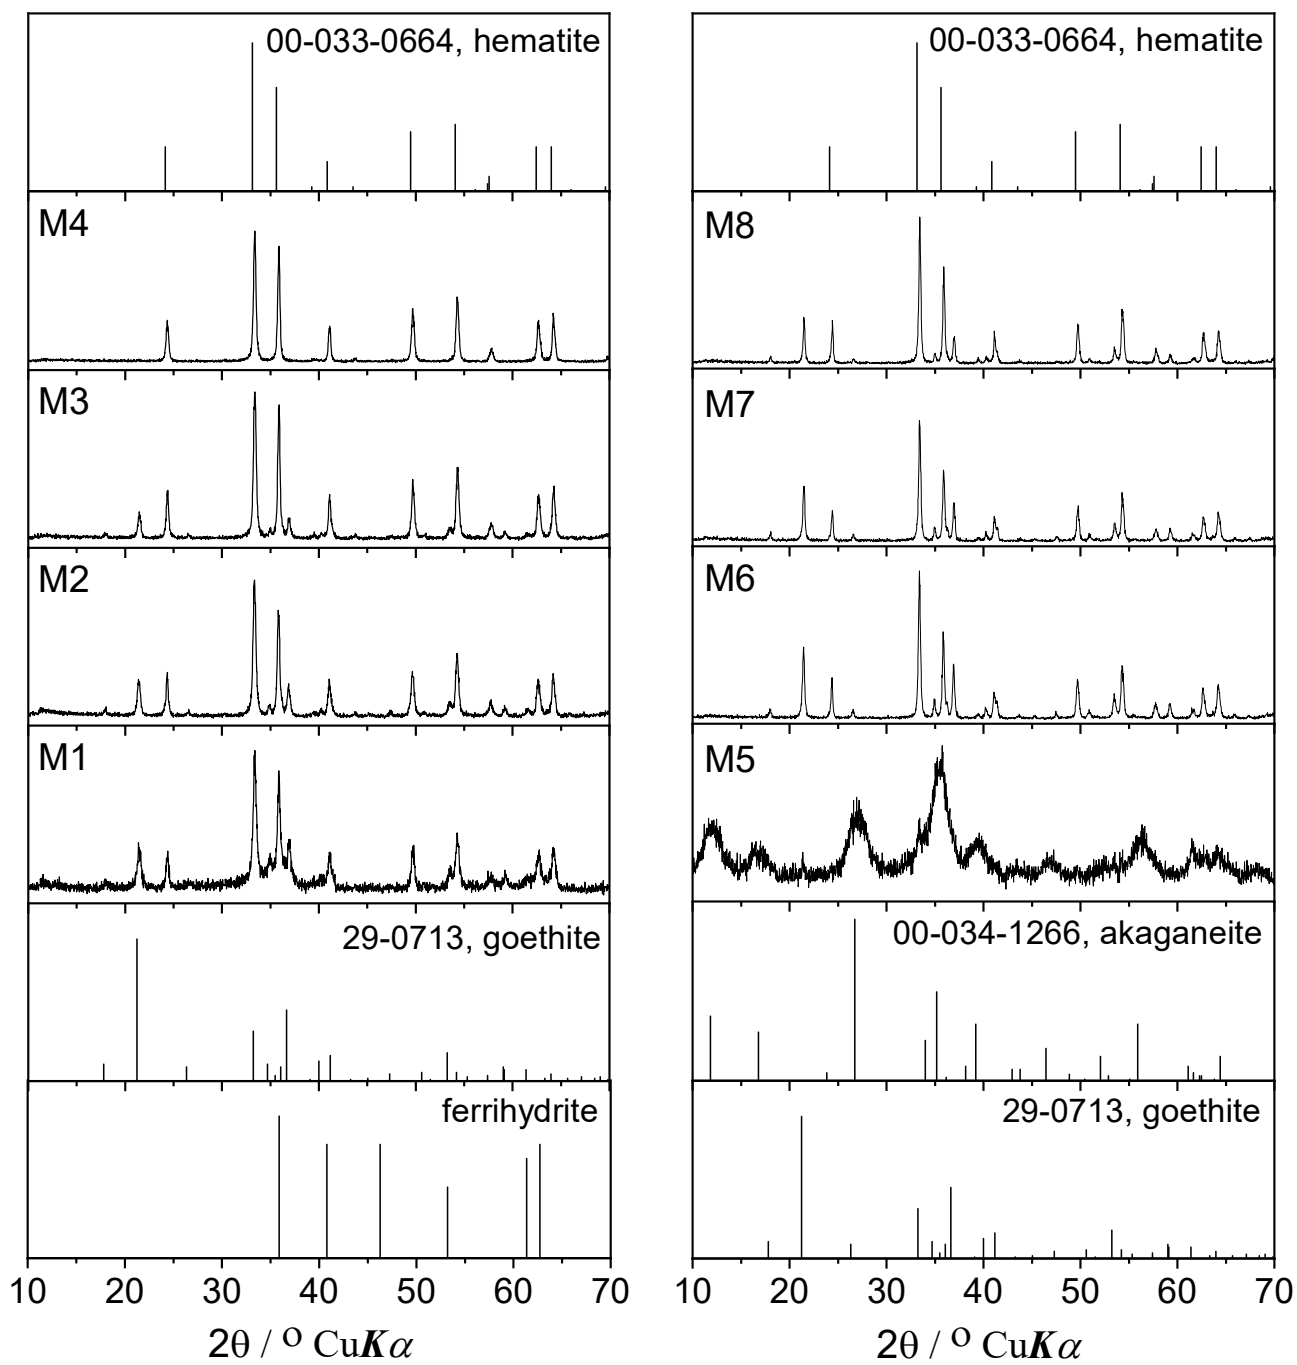 00-033-0664, hematite
M4
M3
M2
M1
29-0713, goethite
ferrihydrite
10 20 30 40 50 60 70
2θ / ° CuKα
00-033-0664, hematite
M8
M7
M6
M5
00-034-1266, akaganeite
29-0713, goethite
10 20 30 40 50 60 70
2θ / ° CuKα